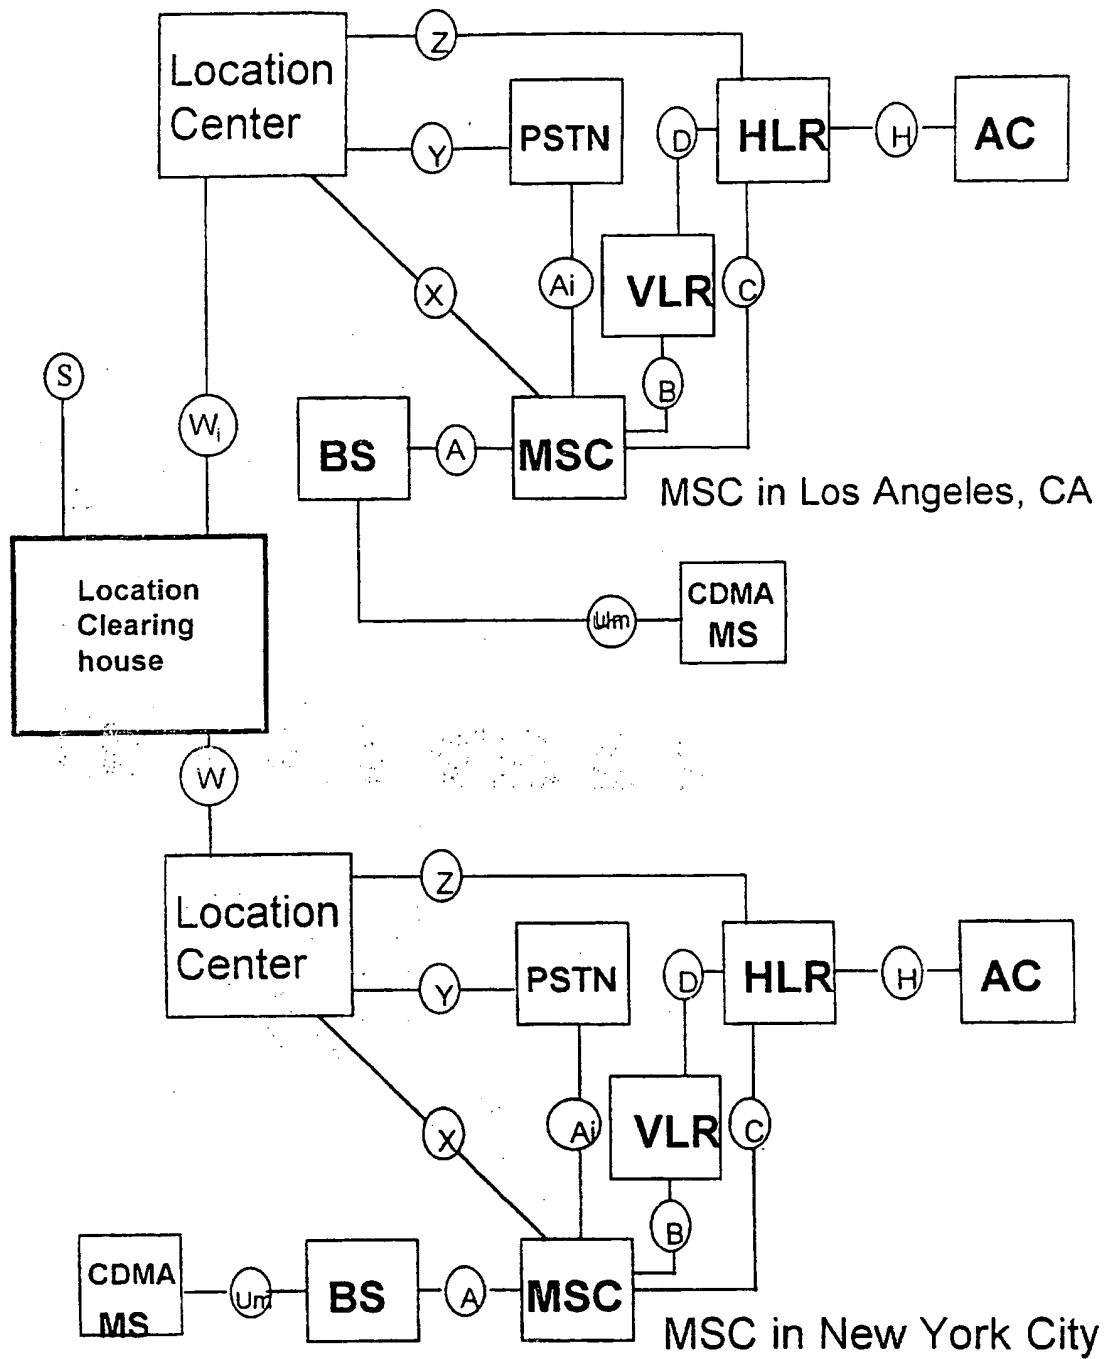 Z
Location
Center
PSTN
D
HLR
H
AC
Y
VLR
C
Ai
X
S
B
Wi
BS
A
MSC
MSC in Los Angeles, CA
Location
Clearing
house
Um
CDMA
MS
W
Z
Location
Center
PSTN
D
HLR
H
AC
Y
VLR
C
Ai
X
B
CDMA
MS
Um
BS
A
MSC
MSC in New York City